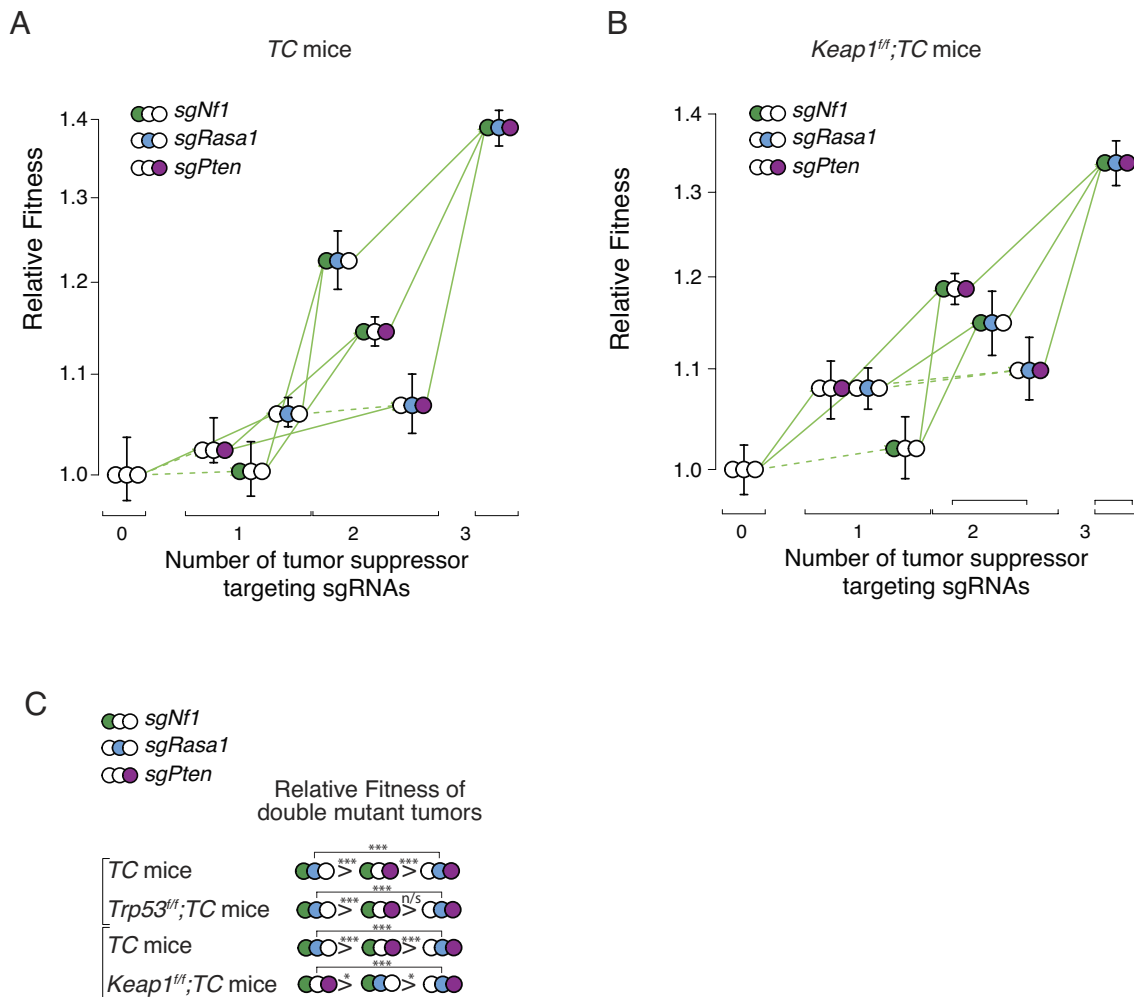 A
TC mice
sgNf1
sgRasa1
sgPten
Relative Fitness
1.4
1.3
1.2
1.1
1.0
0
1
2
3
Number of tumor suppressor
targeting sgRNAs
B
Keap1f/f;TC mice
sgNf1
sgRasa1
sgPten
Relative Fitness
1.4
1.3
1.2
1.1
1.0
0
1
2
3
Number of tumor suppressor
targeting sgRNAs
C
sgNf1
sgRasa1
sgPten
Relative Fitness of
double mutant tumors
***
TC mice *** > *** >
***
Trp53f/f;TC mice *** > n/s >
***
TC mice *** > *** >
***
Keap1f/f;TC mice * > * >